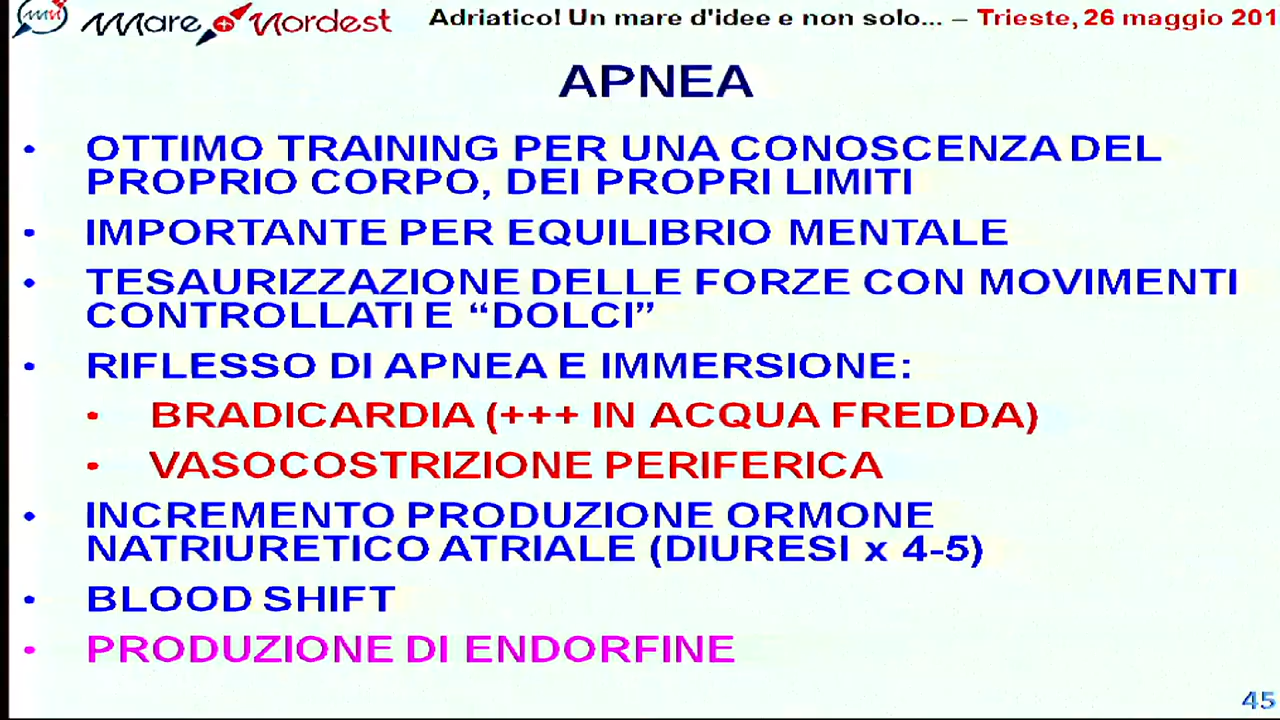 Mare Nordest Adriatico! Un mare d'idee e non solo... – Trieste, 26 maggio 201
APNEA
• OTTIMO TRAINING PER UNA CONOSCENZA DEL
PROPRIO CORPO, DEI PROPRI LIMITI
• IMPORTANTE PER EQUILIBRIO MENTALE
• TESAURIZZAZIONE DELLE FORZE CON MOVIMENTI
CONTROLLATI E “DOLCI”
• RIFLESSO DI APNEA E IMMERSIONE:
• BRADICARDIA (+++ IN ACQUA FREDDA)
• VASOCOSTRIZIONE PERIFERICA
• INCREMENTO PRODUZIONE ORMONE
NATRIURETICO ATRIALE (DIURESI x 4-5)
• BLOOD SHIFT
• PRODUZIONE DI ENDORFINE
45